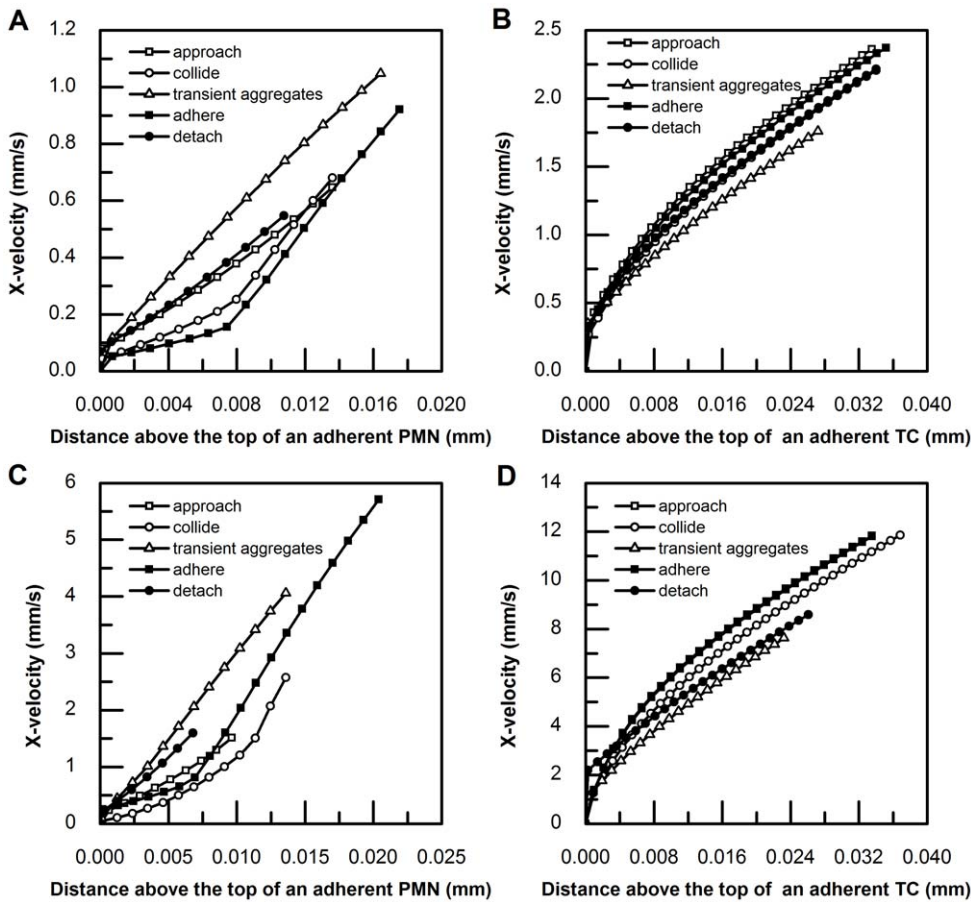 A
X-velocity (mm/s)
1.2
1.0
0.8
0.6
0.4
0.2
0.0
approach
collide
transient aggregates
adhere
detach
0.000 0.004 0.008 0.012 0.016 0.020
Distance above the top of an adherent PMN (mm)
B
X-velocity (mm/s)
2.5
2.0
1.5
1.0
0.5
0.0
approach
collide
transient aggregates
adhere
detach
0.000 0.008 0.016 0.024 0.032 0.040
Distance above the top of an adherent TC (mm)
C
X-velocity (mm/s)
6
5
4
3
2
1
0
approach
collide
transient aggregates
adhere
detach
0.000 0.005 0.010 0.015 0.020 0.025
Distance above the top of an adherent PMN (mm)
D
X-velocity (mm/s)
14
12
10
8
6
4
2
0
approach
collide
transient aggregates
adhere
detach
0.000 0.008 0.016 0.024 0.032 0.040
Distance above the top of an adherent TC (mm)